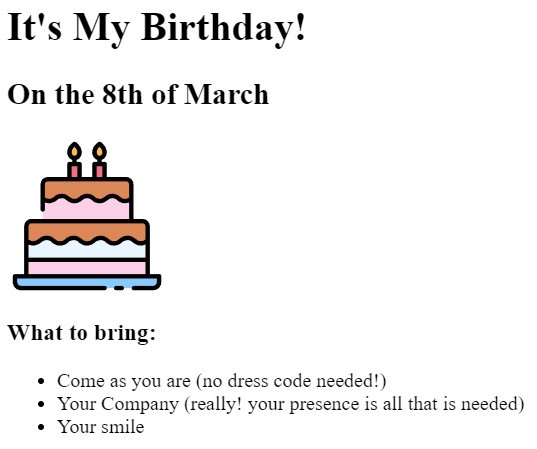 It's My Birthday!
On the 8th of March
What to bring:
Come as you are (no dress code needed!)
Your Company (really! your presence is all that is needed)
Your smile